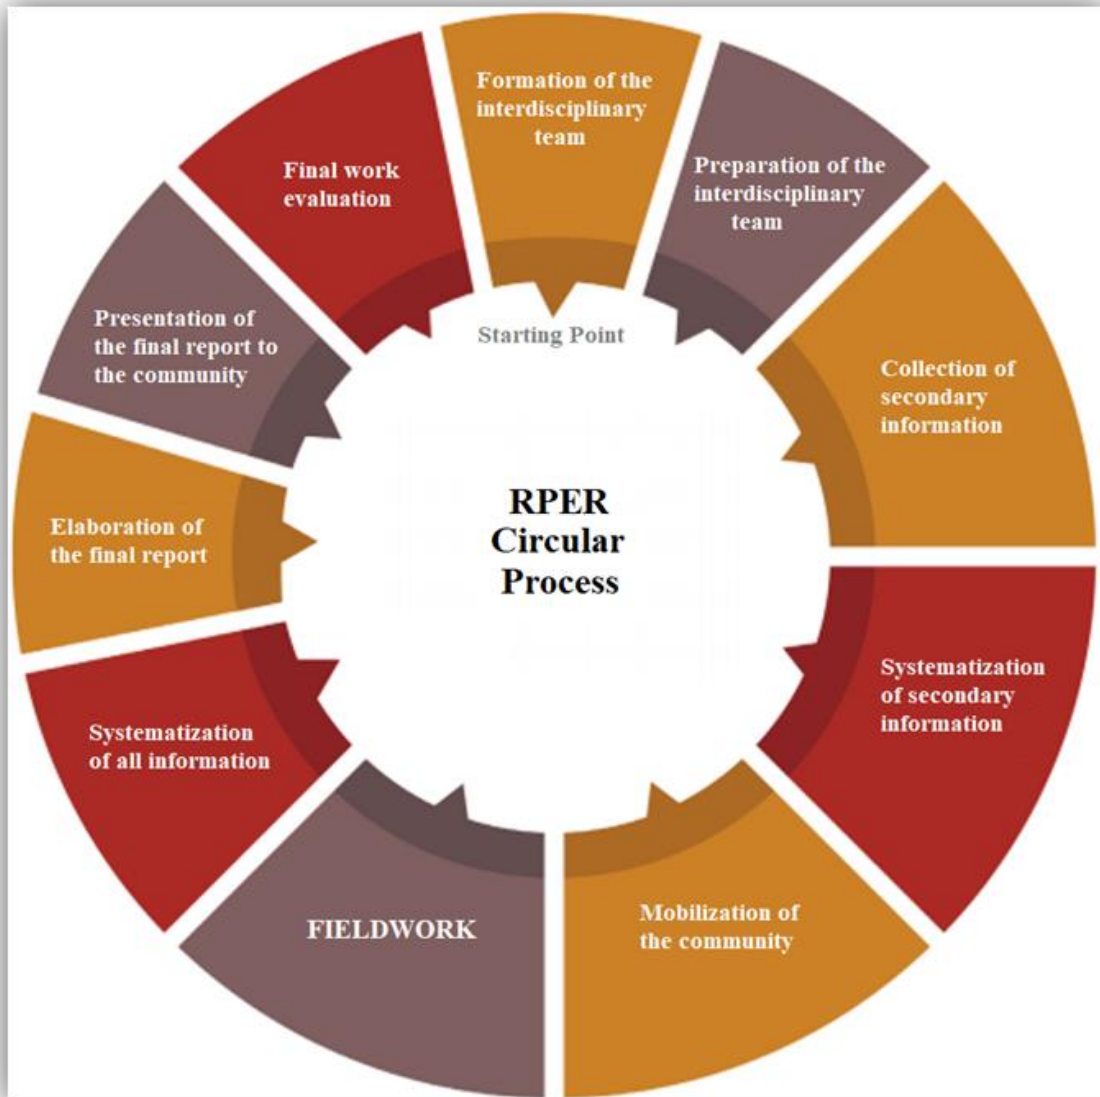 Formation of the
interdisciplinary
team
Preparation of the
interdisciplinary
team
Collection of
secondary
information
Systematization
of secondary
information
Mobilization of
the community
FIELDWORK
Systematization
of all information
Elaboration of
the final report
Presentation of
the final report to
the community
Final work
evaluation
Starting Point
RPER
Circular
Process